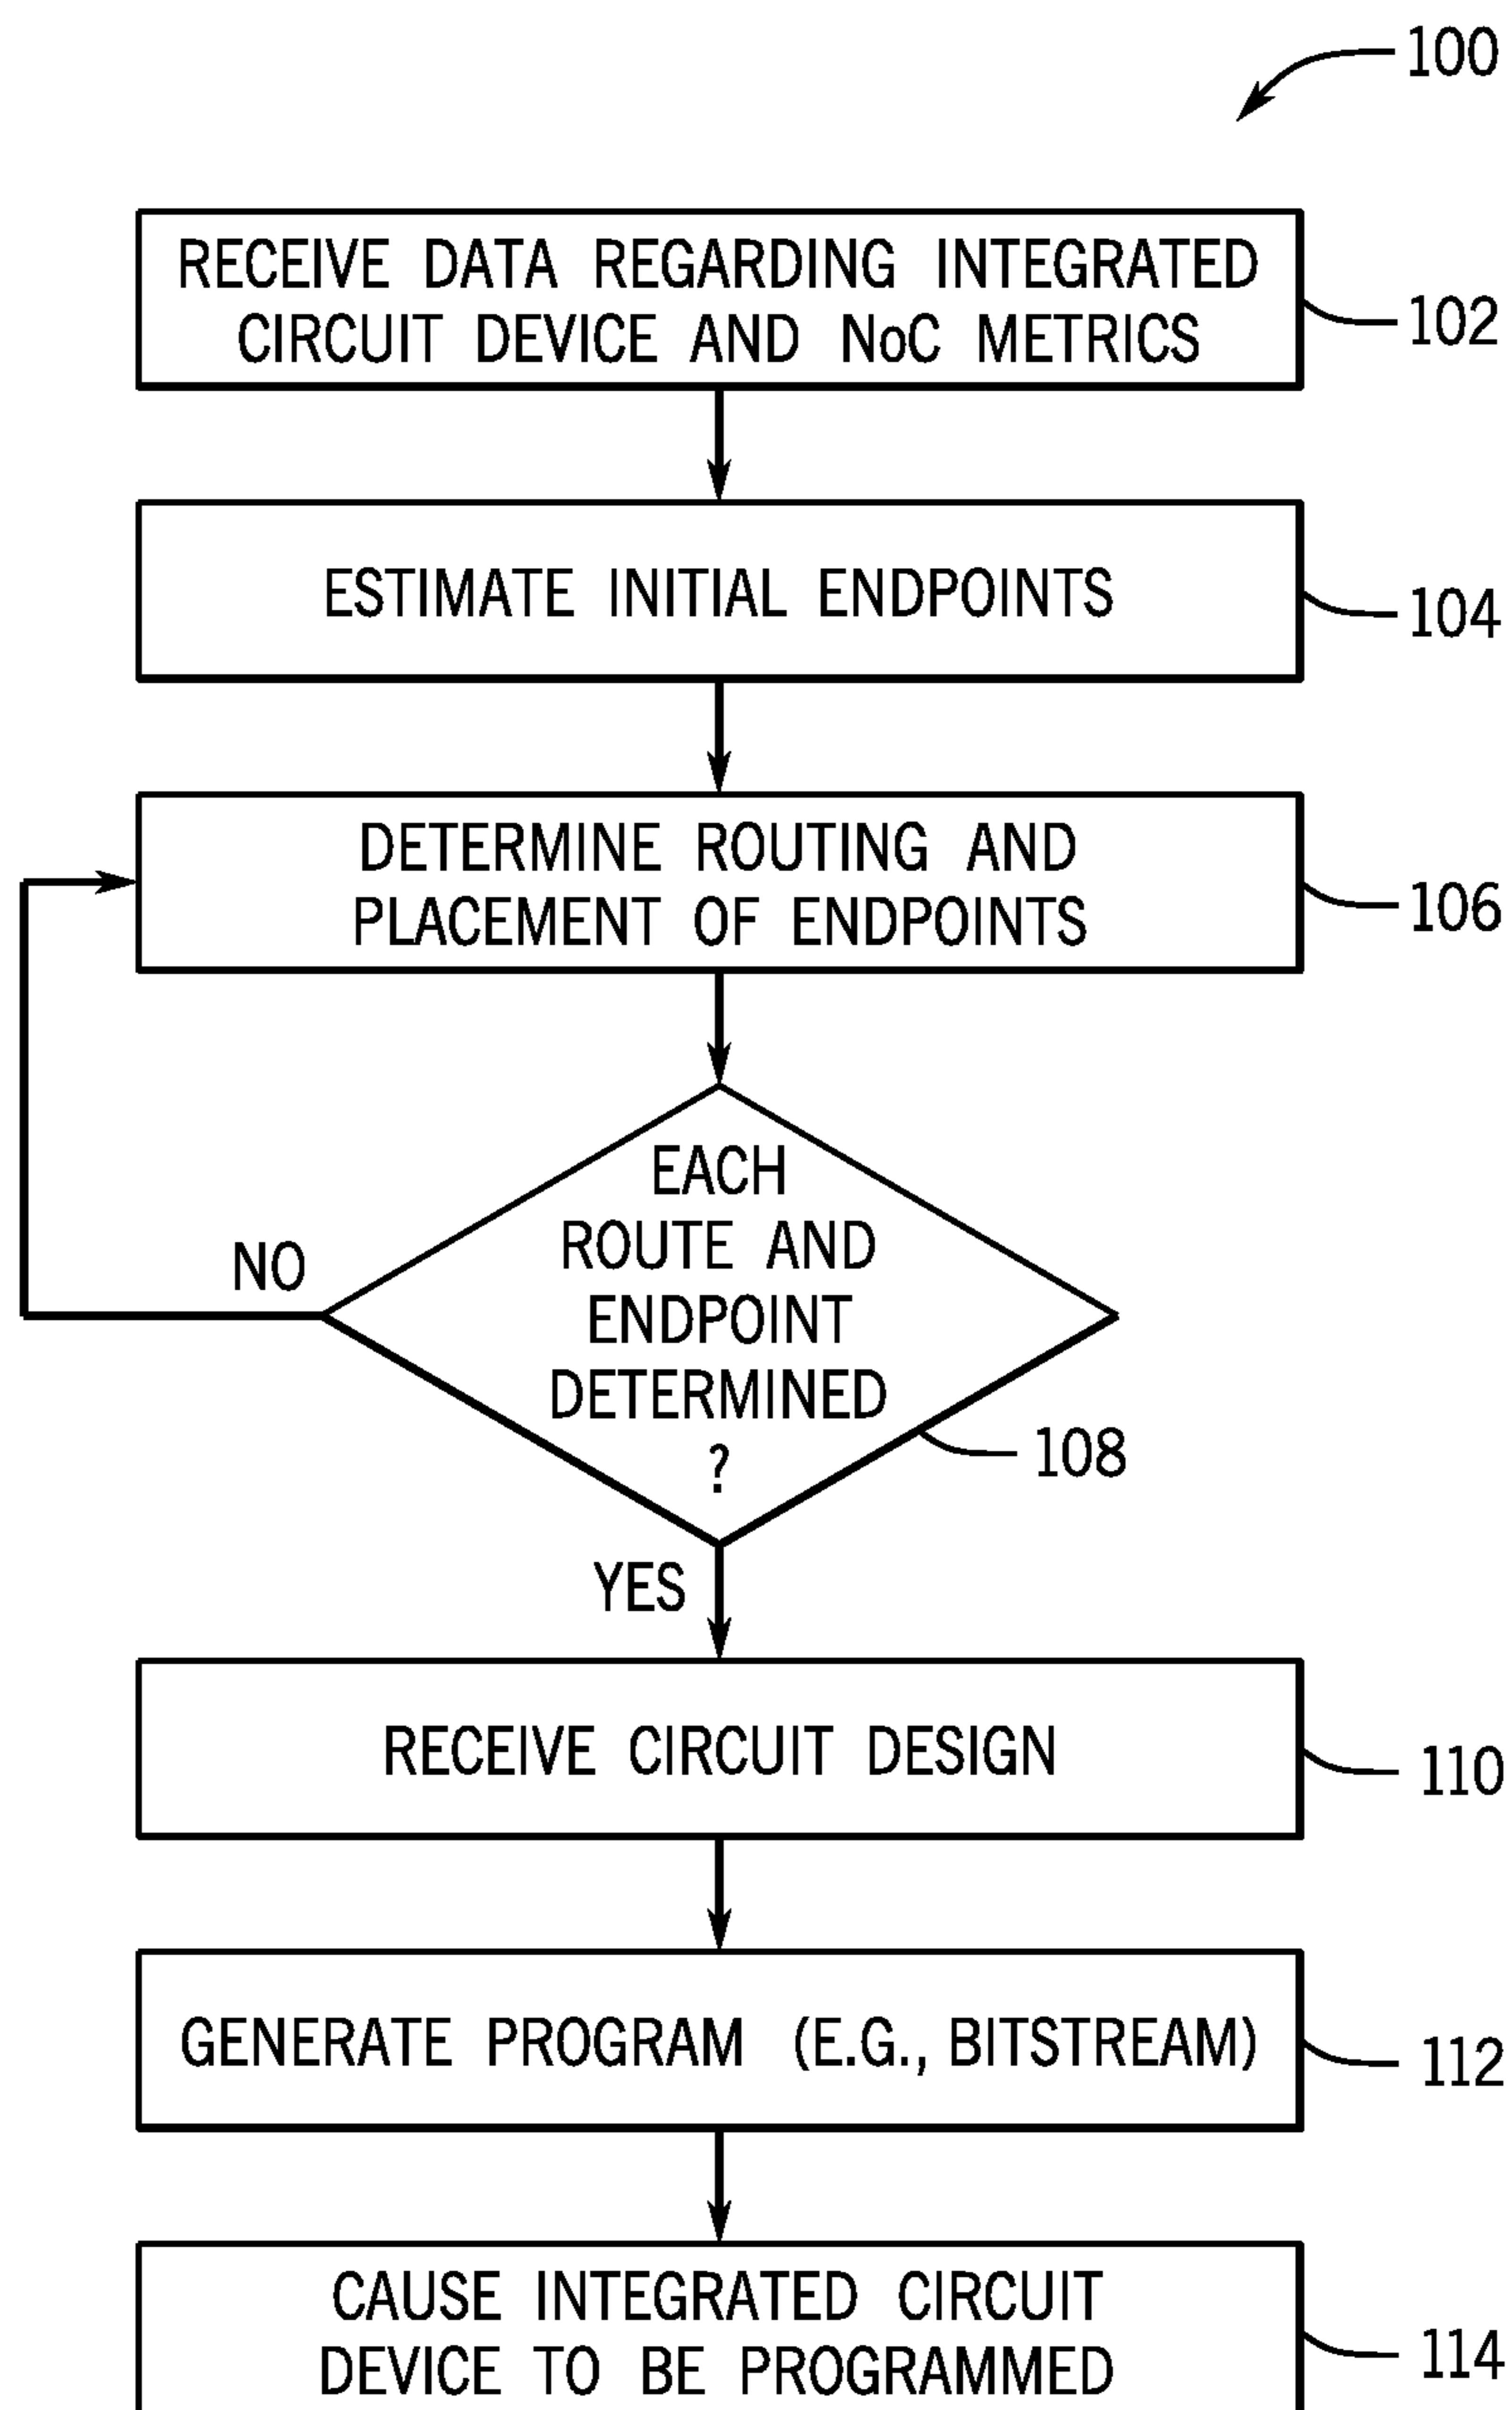 100
RECEIVE DATA REGARDING INTEGRATED
CIRCUIT DEVICE AND NoC METRICS
102
ESTIMATE INITIAL ENDPOINTS
104
DETERMINE ROUTING AND
PLACEMENT OF ENDPOINTS
106
EACH
ROUTE AND
ENDPOINT
DETERMINED
?
NO
108
YES
RECEIVE CIRCUIT DESIGN
110
GENERATE PROGRAM (E.G., BITSTREAM)
112
CAUSE INTEGRATED CIRCUIT
DEVICE TO BE PROGRAMMED
114